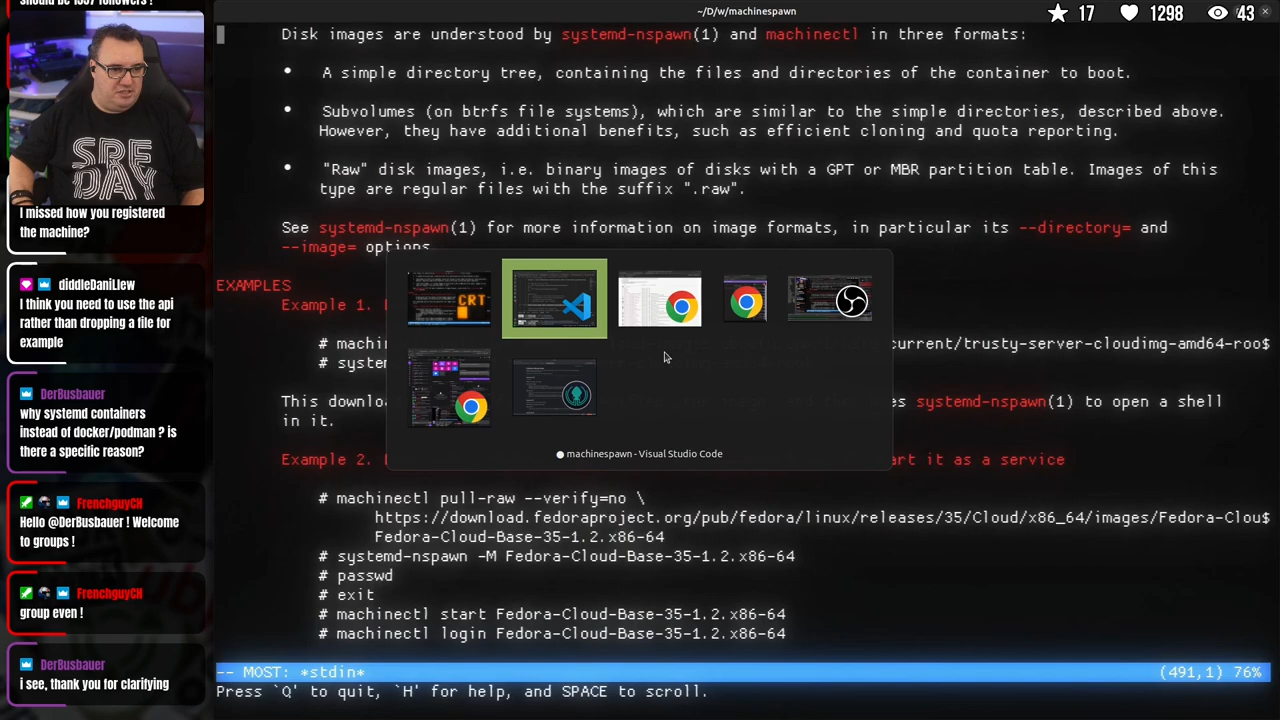 should be 1337 followers !
I missed how you registered
the machine?
diddleDaniLlew
I think you need to use the api
rather than dropping a file for
example
DerBusbauer
why systemd containers
instead of docker/podman ? is
there a specific reason?
FrenchguyCH
Hello @DerBusbauer ! Welcome
to groups !
FrenchguyCH
group even !
DerBusbauer
i see, thank you for clarifying
SRE
DAY
~/D/w/machinespawn
17 1298 43
Disk images are understood by systemd-nspawn(1) and machinectl in three formats:
• A simple directory tree, containing the files and directories of the container to boot.
• Subvolumes (on btrfs file systems), which are similar to the simple directories, described above.
However, they have additional benefits, such as efficient cloning and quota reporting.
• "Raw" disk images, i.e. binary images of disks with a GPT or MBR partition table. Images of this
type are regular files with the suffix ".raw".
See systemd-nspawn(1) for more information on image formats, in particular its --directory= and
--image= options.
EXAMPLES
Example 1.
CRT
# machin current/trusty-server-cloudimg-amd64-roo$
# syste
This downlo es systemd-nspawn(1) to open a shell
in it.
machinespawn - Visual Studio Code
Example 2. art it as a service
# machinectl pull-raw --verify=no \
https://download.fedoraproject.org/pub/fedora/linux/releases/35/Cloud/x86_64/images/Fedora-Clou$
Fedora-Cloud-Base-35-1.2.x86-64
# systemd-nspawn -M Fedora-Cloud-Base-35-1.2.x86-64
# passwd
# exit
# machinectl start Fedora-Cloud-Base-35-1.2.x86-64
# machinectl login Fedora-Cloud-Base-35-1.2.x86-64
-- MOST: *stdin* (491,1) 76%
Press `Q' to quit, `H' for help, and SPACE to scroll.